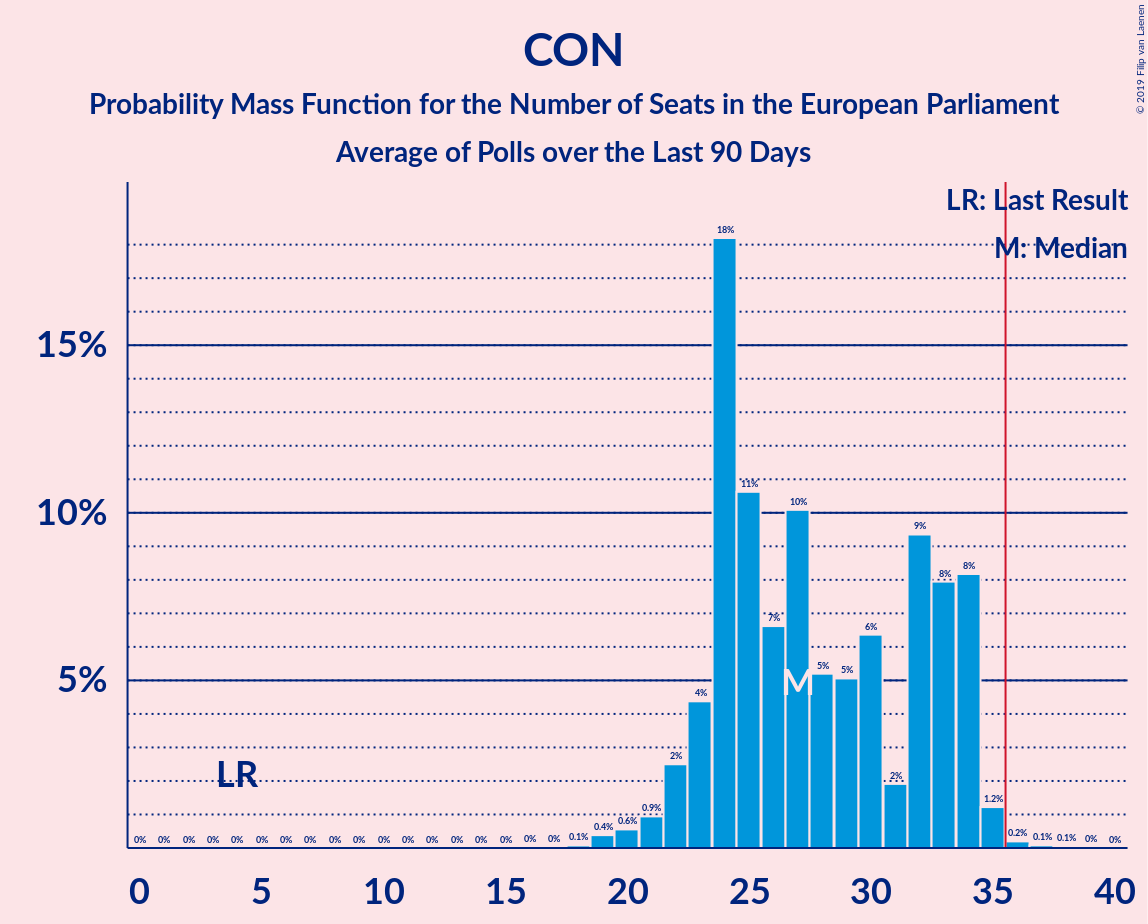 CON
Probability Mass Function for the Number of Seats in the European Parliament
Average of Polls over the Last 90 Days
© 2019 Filip van Laenen
LR: Last Result
M: Median
15%
10%
5%
18%
11%
10%
9%
8%
8%
7%
6%
5%
5%
4%
2%
2%
1.2%
0.9%
0.6%
0.4%
0.1%
0.2%
0.1%
0.1%
M
LR
0% 0% 0% 0% 0% 0% 0% 0% 0% 0% 0% 0% 0% 0% 0% 0% 0% 0% 0% 0%
0 5 10 15 20 25 30 35 40